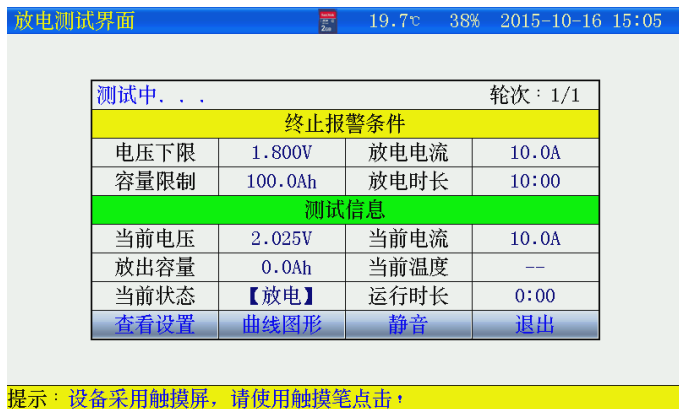 放电测试界面 19.7℃ 38% 2015-10-16 15:05
测试中... 轮次：1/1
终止报警条件
电压下限 1.800V 放电电流 10.0A
容量限制 100.0Ah 放电时长 10:00
测试信息
当前电压 2.025V 当前电流 10.0A
放出容量 0.0Ah 当前温度 --
当前状态 【放电】 运行时长 0:00
查看设置 曲线图形 静音 退出
提示：设备采用触摸屏，请使用触摸笔点击！